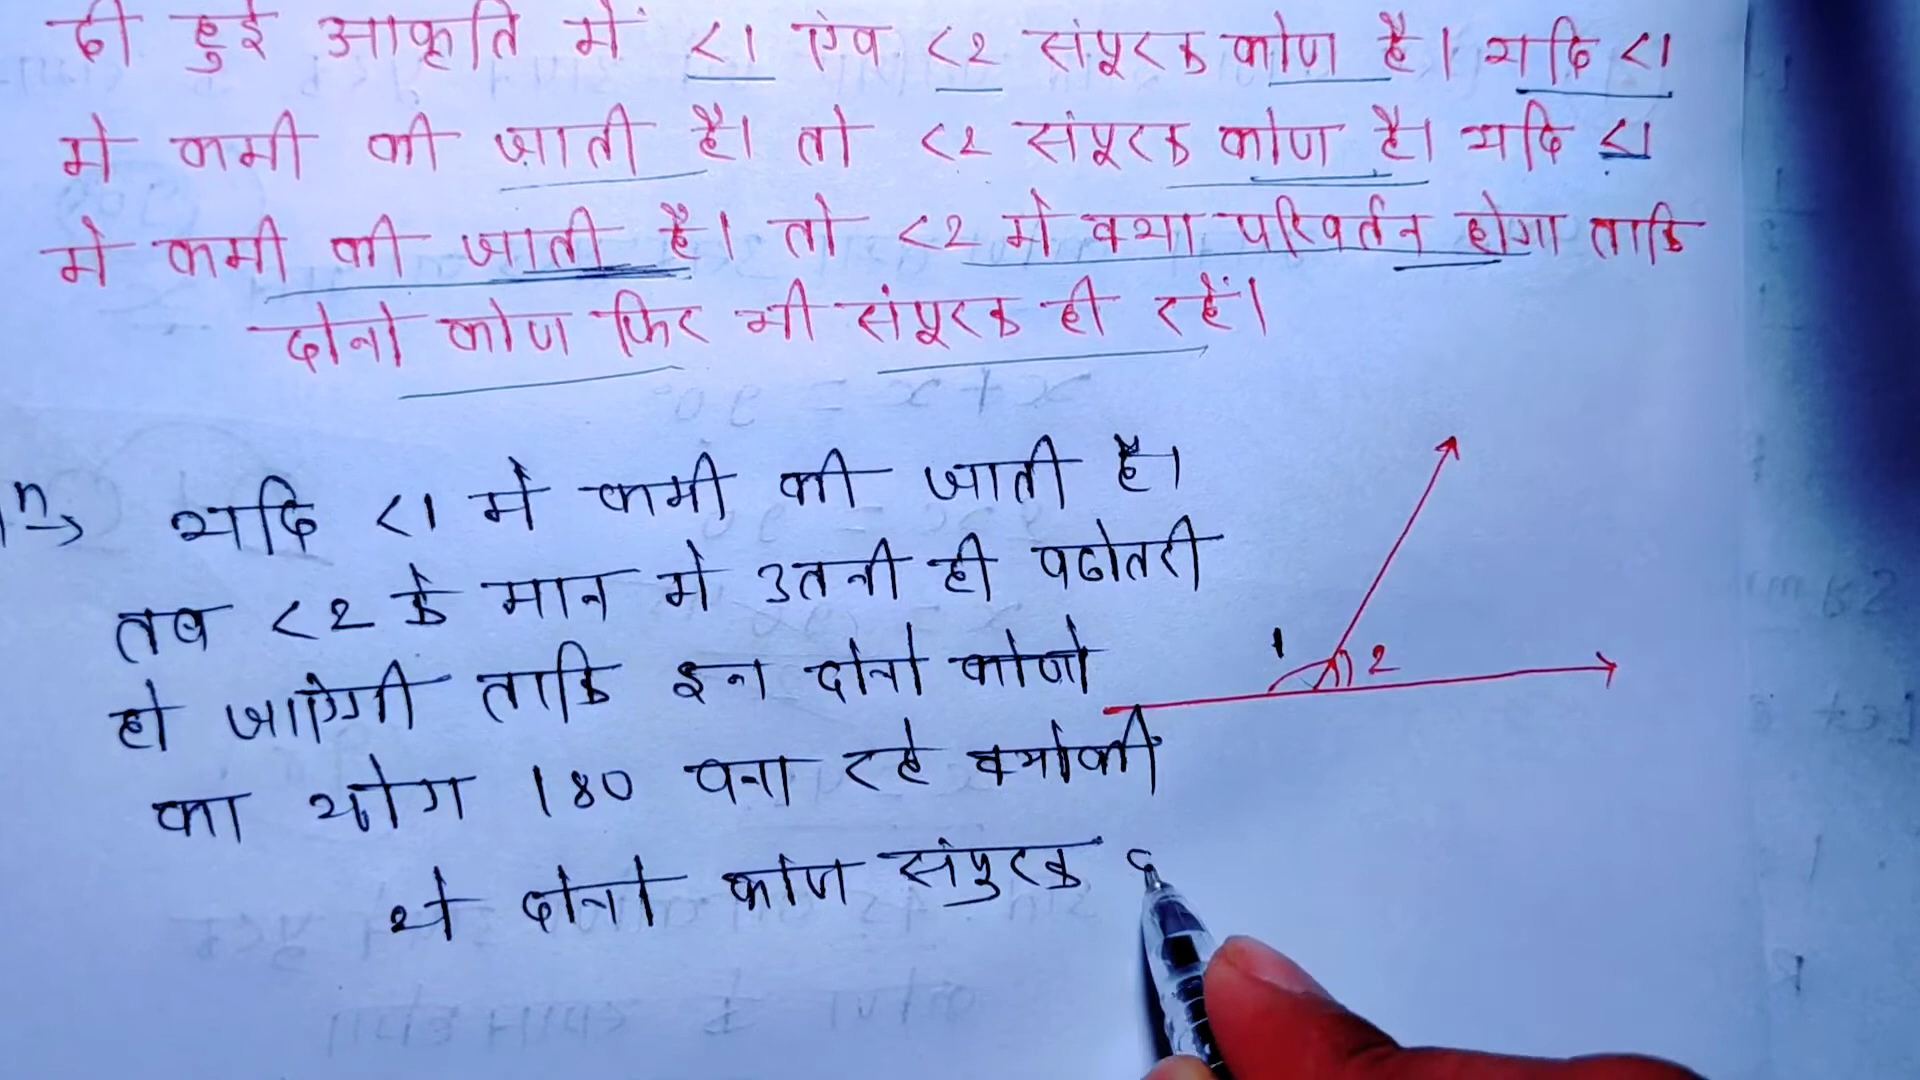 दी हुई आकृति में <1 एंव <2 संपूरक कोण है। यदि <1
मे कमी की जाती है। तो <2 संपूरक कोण है। यदि <1
मे कमी की जाती है। तो <2 मे क्या परिवर्तन होगा ताकि
दोनो कोण फिर भी संपूरक ही रहें।
n→ यदि <1 मे कमी की जाती है।
तब <2 के मान मे उतनी ही बढोतरी
हो जाऐगी ताकि इन दोनो कोणो
का योग 180 बना रहे क्योकी
ये दोनो कोण संपुरक
1 2